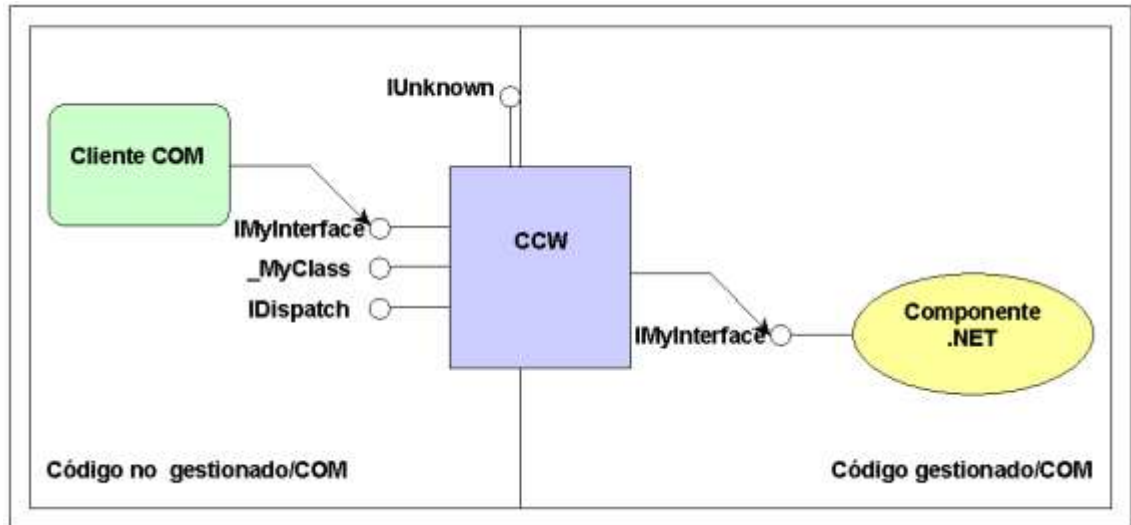 IUnknown
Cliente COM
IMyInterface
_MyClass
IDispatch
CCW
IMyInterface
Componente
.NET
Código no gestionado/COM
Código gestionado/COM